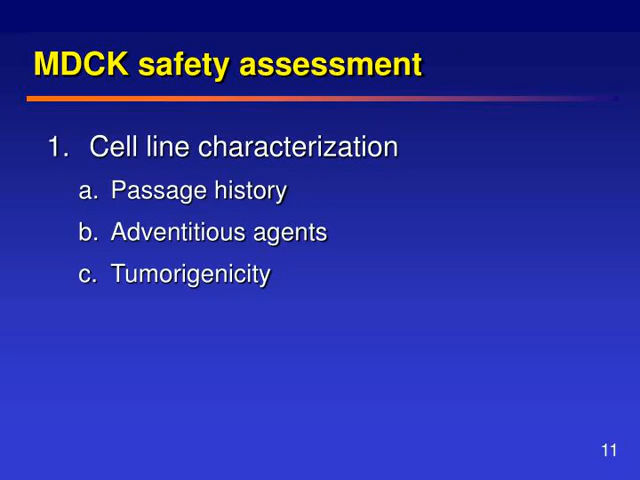 MDCK safety assessment
1. Cell line characterization
a. Passage history
b. Adventitious agents
c. Tumorigenicity
11